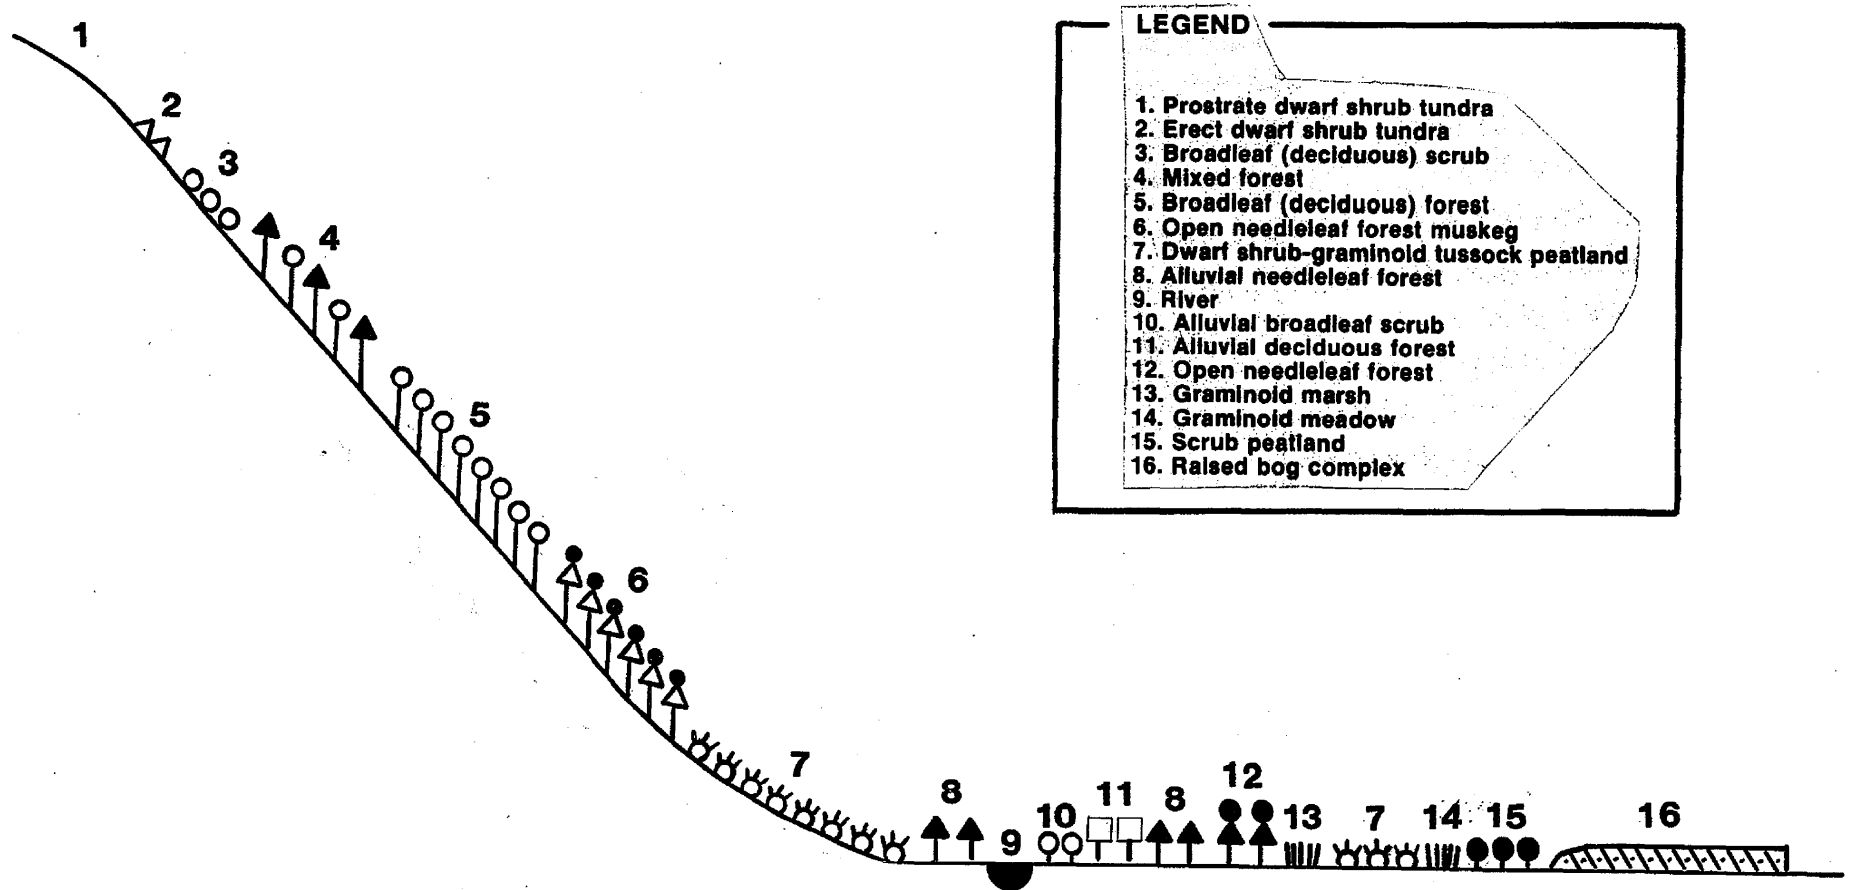 1
2
3
4
5
6
7
8
9
10
11
8
12
13
7
14
15
16
LEGEND
1. Prostrate dwarf shrub tundra
2. Erect dwarf shrub tundra
3. Broadleaf (deciduous) scrub
4. Mixed forest
5. Broadleaf (deciduous) forest
6. Open needleleaf forest muskeg
7. Dwarf shrub-graminoid tussock peatland
8. Alluvial needleleaf forest
9. River
10. Alluvial broadleaf scrub
11. Alluvial deciduous forest
12. Open needleleaf forest
13. Graminoid marsh
14. Graminoid meadow
15. Scrub peatland
16. Raised bog complex